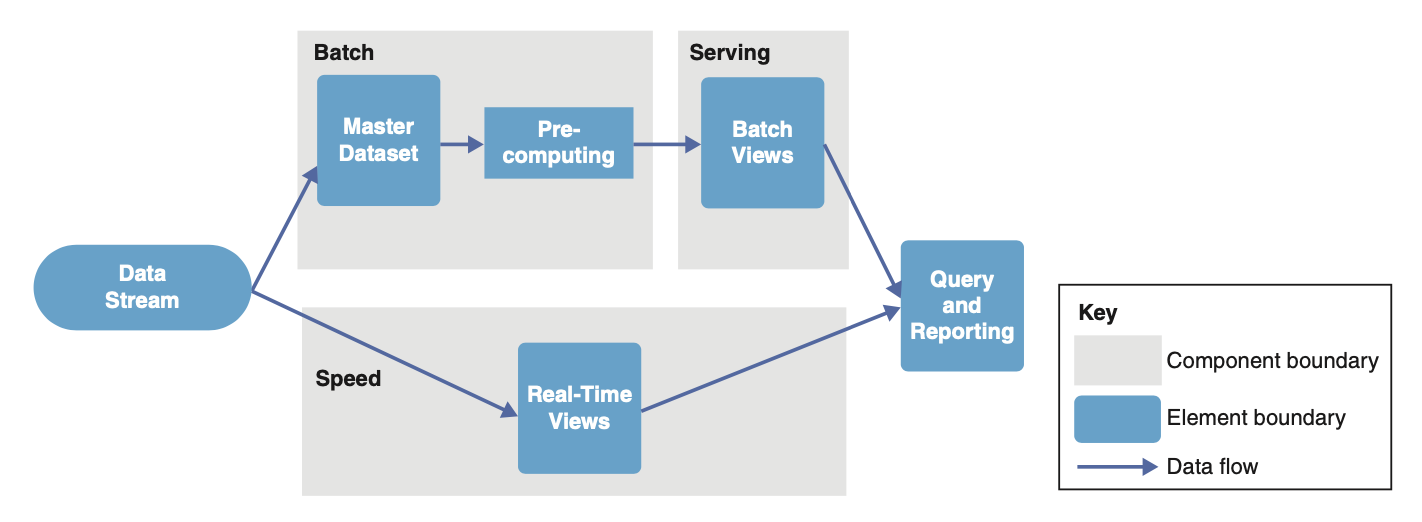 Batch
Master
Dataset
Pre-
computing
Serving
Batch
Views
Data
Stream
Speed
Real-Time
Views
Query
and
Reporting
Key
Component boundary
Element boundary
Data flow